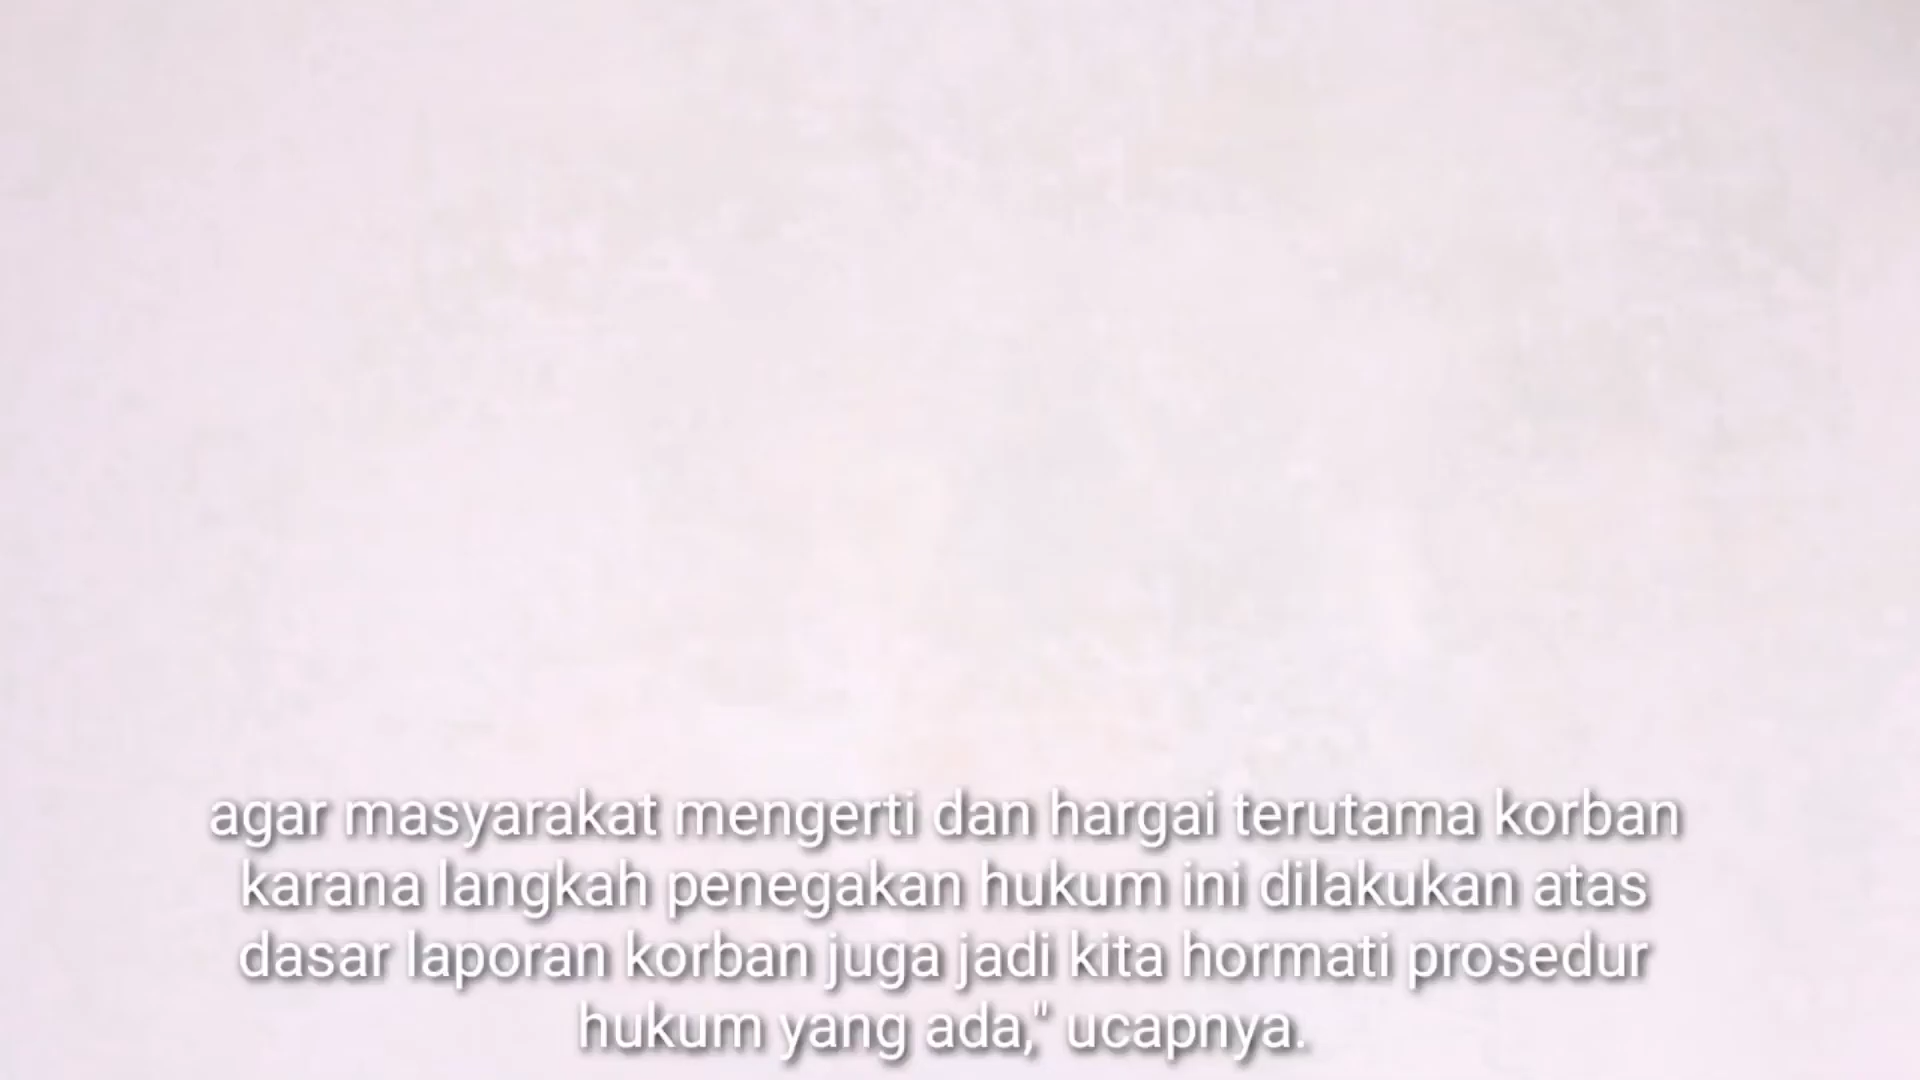 agar masyarakat mengerti dan hargai terutama korban
karana langkah penegakan hukum ini dilakukan atas
dasar laporan korban juga jadi kita hormati prosedur
hukum yang ada," ucapnya.